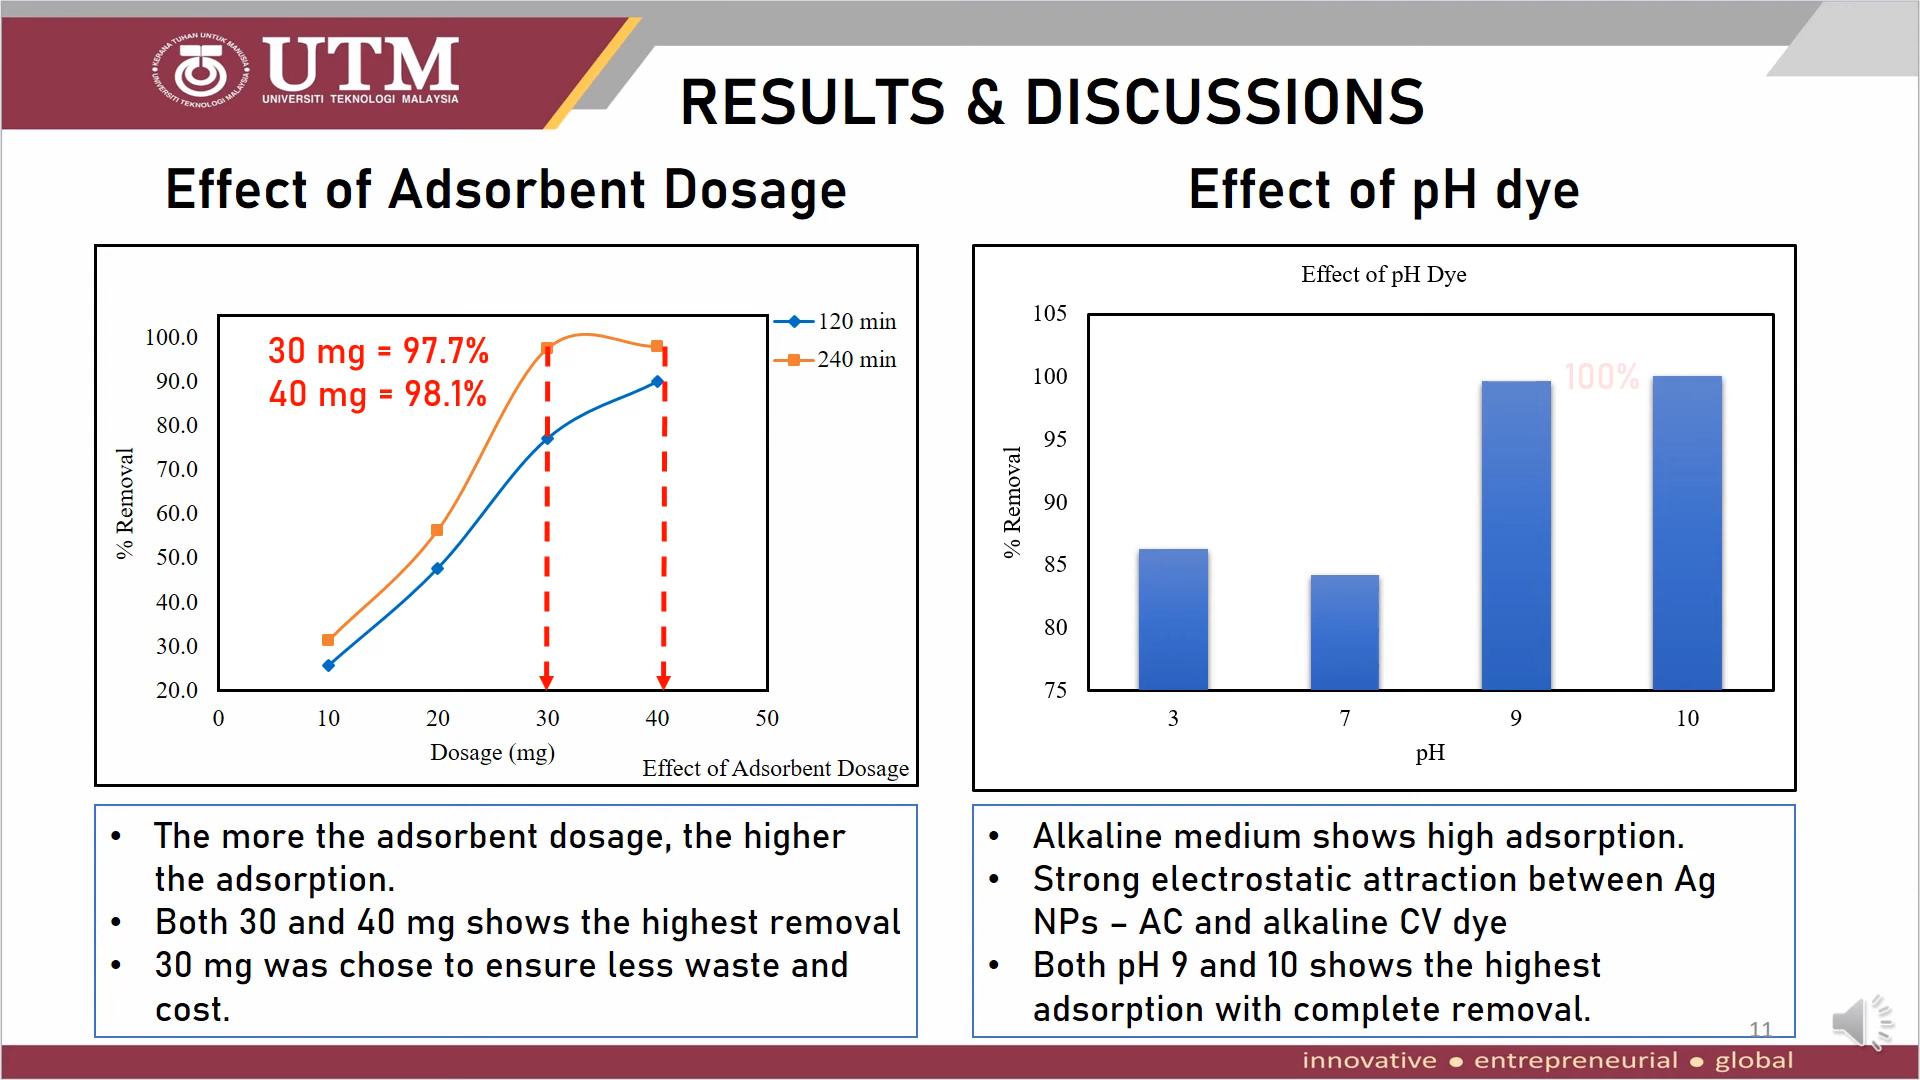 KERANA TUHAN UNTUK MANUSIA
UTM
UNIVERSITI TEKNOLOGI MALAYSIA
RESULTS & DISCUSSIONS
Effect of Adsorbent Dosage
Effect of pH dye
30 mg = 97.7%
40 mg = 98.1%
120 min
240 min
100.0
90.0
80.0
70.0
60.0
50.0
40.0
30.0
20.0
% Removal
0 10 20 30 40 50
Dosage (mg)
Effect of Adsorbent Dosage
Effect of pH Dye
105
100
95
90
85
80
75
% Removal
100%
3 7 9 10
pH
• The more the adsorbent dosage, the higher
the adsorption.
• Both 30 and 40 mg shows the highest removal
• 30 mg was chose to ensure less waste and
cost.
• Alkaline medium shows high adsorption.
• Strong electrostatic attraction between Ag
NPs – AC and alkaline CV dye
• Both pH 9 and 10 shows the highest
adsorption with complete removal.
11
innovative ● entrepreneurial ● global